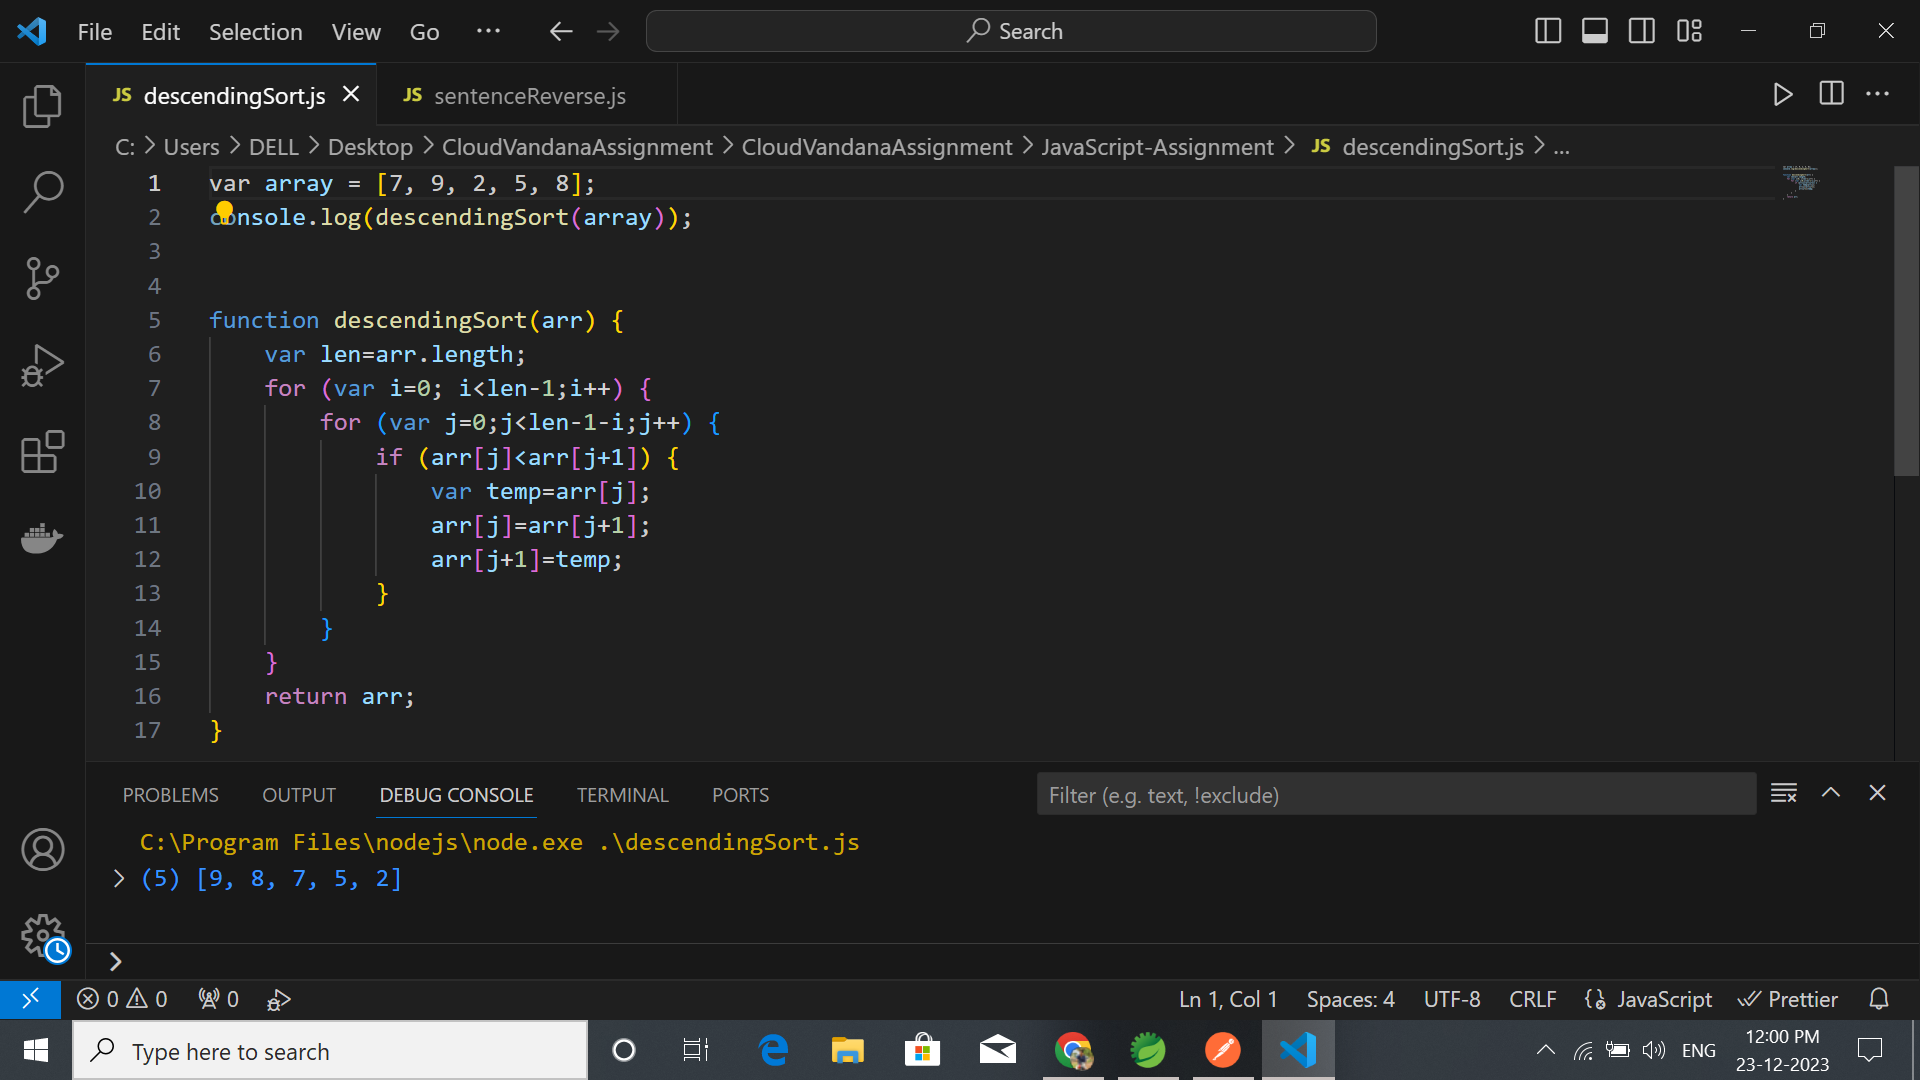 File Edit Selection View Go ··· Search
JS descendingSort.js JS sentenceReverse.js
C: > Users > DELL > Desktop > CloudVandanaAssignment > CloudVandanaAssignment > JavaScript-Assignment > JS descendingSort.js > ...
1 var array = [7, 9, 2, 5, 8];
2 console.log(descendingSort(array));
3
4
5 function descendingSort(arr) {
6 var len=arr.length;
7 for (var i=0; i<len-1;i++) {
8 for (var j=0;j<len-1-i;j++) {
9 if (arr[j]<arr[j+1]) {
10 var temp=arr[j];
11 arr[j]=arr[j+1];
12 arr[j+1]=temp;
13 }
14 }
15 }
16 return arr;
17 }
PROBLEMS OUTPUT DEBUG CONSOLE TERMINAL PORTS Filter (e.g. text, !exclude)
C:\Program Files\nodejs\node.exe .\descendingSort.js
> (5) [9, 8, 7, 5, 2]
>
0 0 0 Ln 1, Col 1 Spaces: 4 UTF-8 CRLF JavaScript Prettier
Type here to search ENG 12:00 PM
23-12-2023